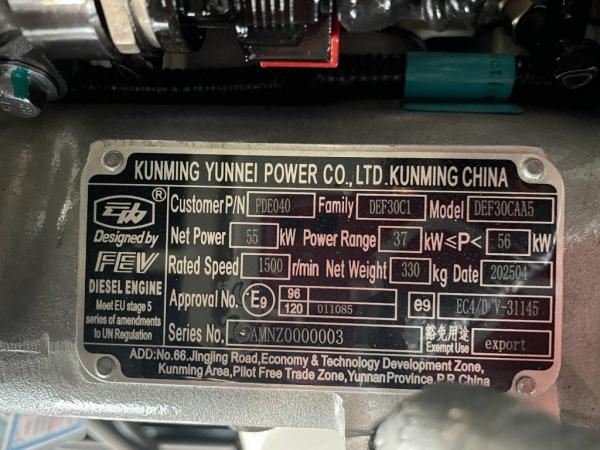 KUNMING YUNNEI POWER CO., LTD. KUNMING CHINA
®
Customer P/N PDE040 Family DEF30C1 Model DEF30CAA5
Designed by
Net Power 55 kW Power Range 37 kW≤P< 56 kW
FEV
Rated Speed 1500 r/min Net Weight 330 kg Date 202504
DIESEL ENGINE
Meet EU stage 5
series of amendments
to UN Regulation
Approval No. E9 96 120 011085 e9 EC4/D V-31145
Series No. AMNZ0000003 豁免用途 Exempt Use export
ADD:No.66.Jingjing Road,Economy & Technology Development Zone,
Kunming Area,Pilot Free Trade Zone,Yunnan Province.P.R.China